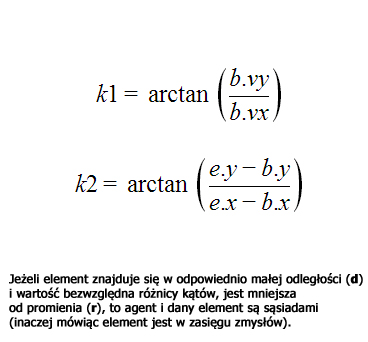 k1 = arctan (b.vy / b.vx)
k2 = arctan (e.y − b.y / e.x − b.x)
Jeżeli element znajduje się w odpowiednio małej odległości (d)
i wartość bezwzględna różnicy kątów, jest mniejsza
od promienia (r), to agent i dany element są sąsiadami
(inaczej mówiąc element jest w zasięgu zmysłów).